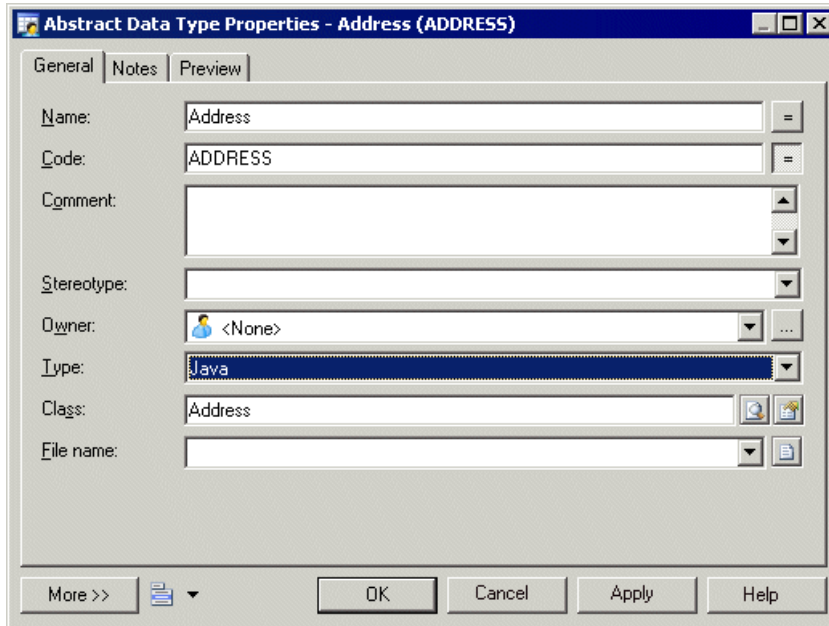 Abstract Data Type Properties - Address (ADDRESS)
General Notes Preview
Name: Address =
Code: ADDRESS =
Comment:
Stereotype:
Owner: <None> ...
Type: Java
Class: Address
File name:
More >> OK Cancel Apply Help